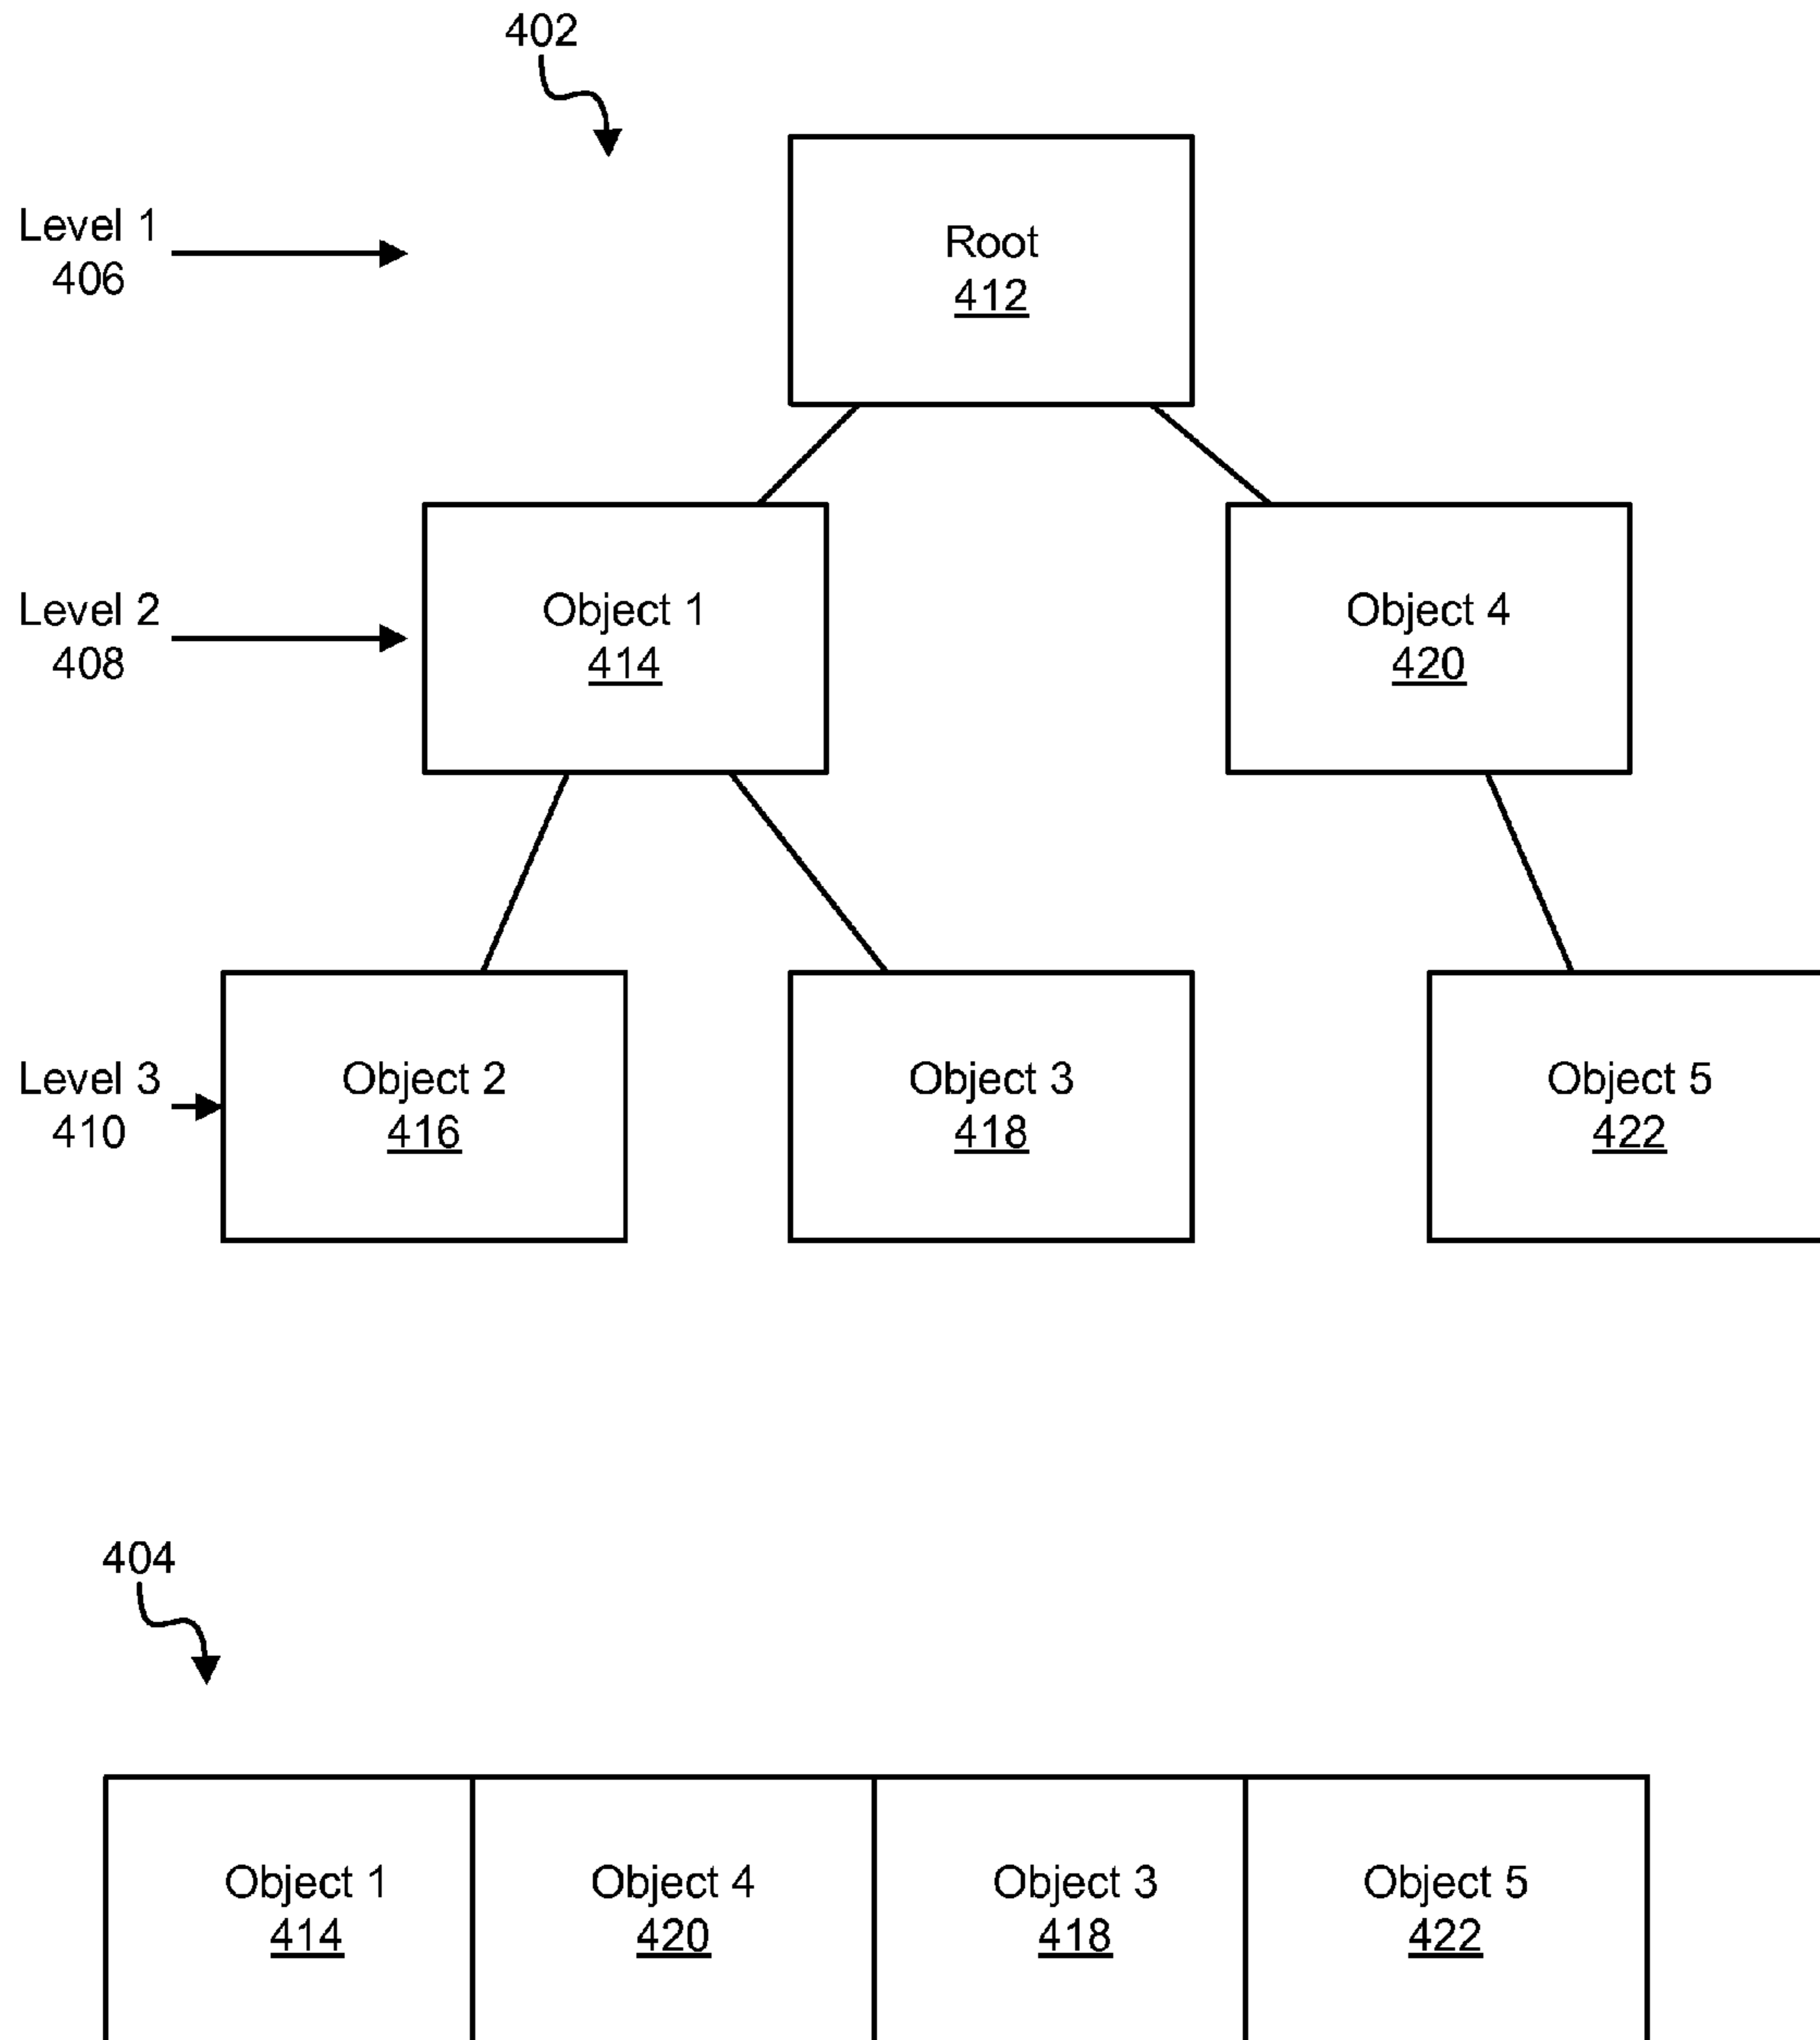 402
Level 1
406
Root
412
Level 2
408
Object 1
414
Object 4
420
Level 3
410
Object 2
416
Object 3
418
Object 5
422
404
Object 1
414
Object 4
420
Object 3
418
Object 5
422